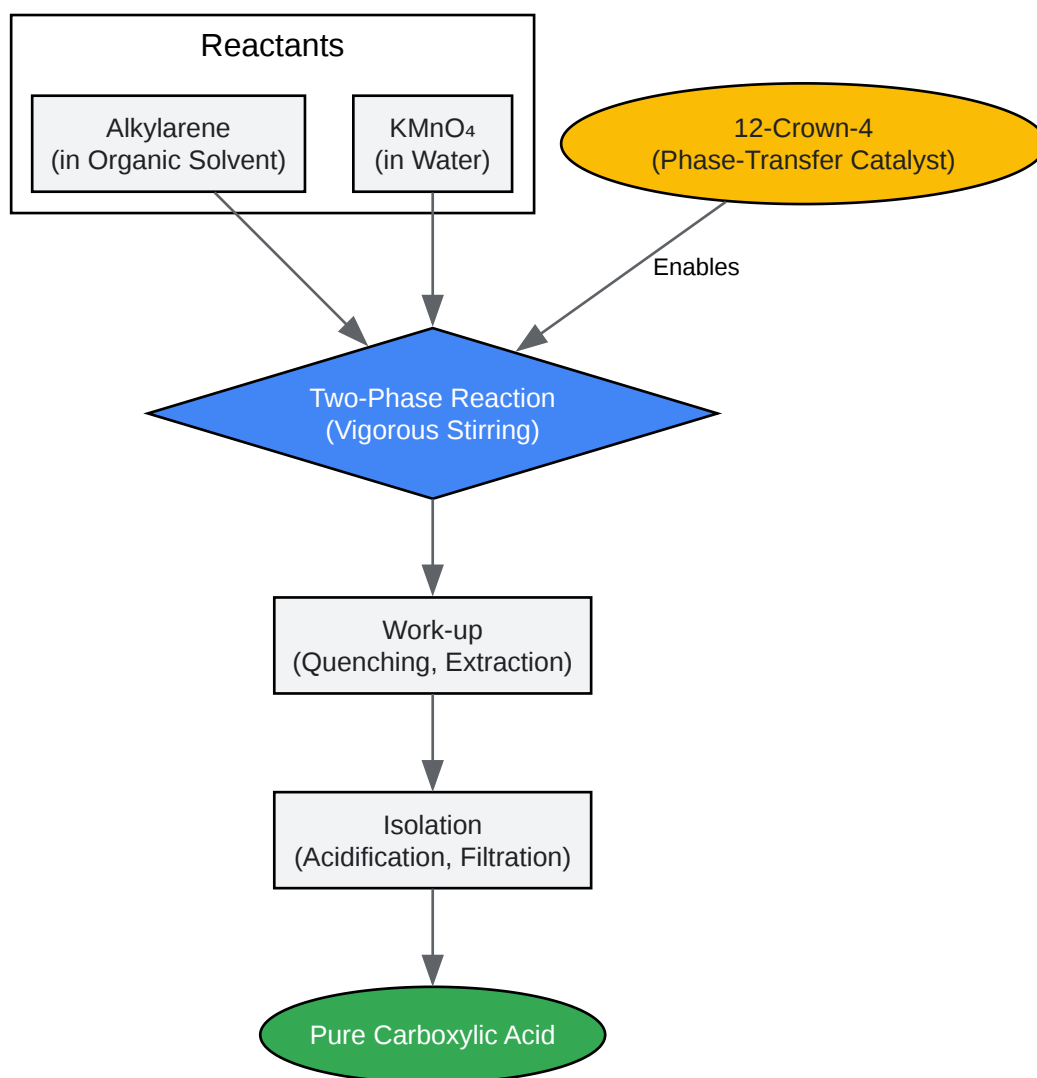 Reactants
Alkylarene
(in Organic Solvent)
KMnO₄
(in Water)
12-Crown-4
(Phase-Transfer Catalyst)
Enables
Two-Phase Reaction
(Vigorous Stirring)
Work-up
(Quenching, Extraction)
Isolation
(Acidification, Filtration)
Pure Carboxylic Acid